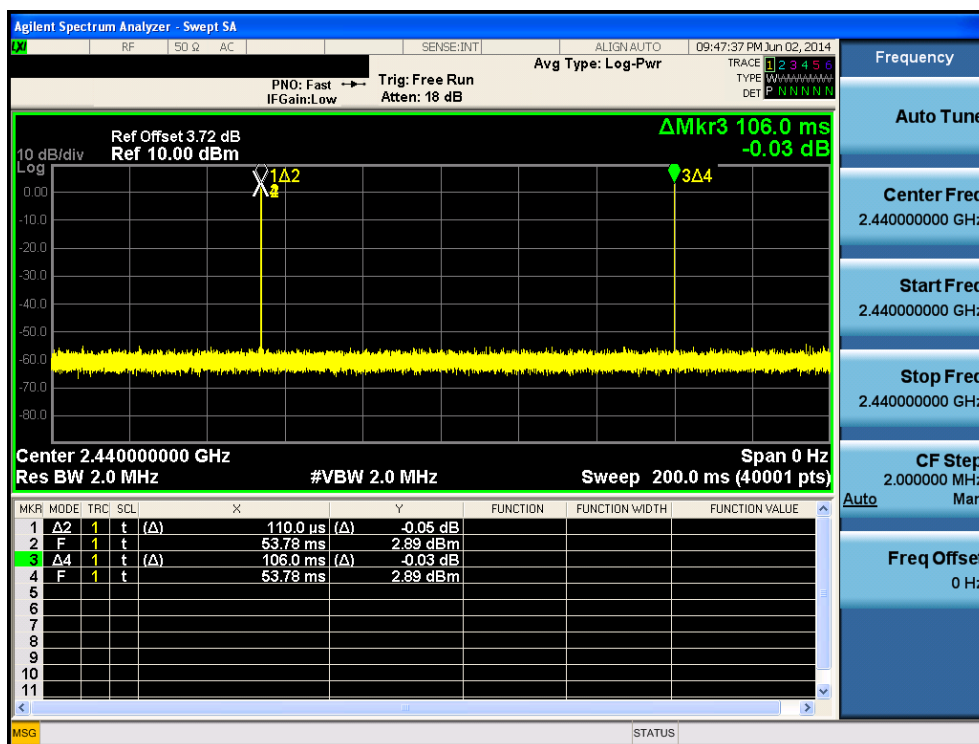 Agilent Spectrum Analyzer - Swept SA
LXI RF 50 Ω AC SENSE:INT ALIGN AUTO 09:47:37 PM Jun 02, 2014
PNO: Fast
IFGain:Low
Trig: Free Run
Atten: 18 dB
Avg Type: Log-Pwr
TRACE 1 2 3 4 5 6
TYPE WWWWWW
DET P N N N N N
Ref Offset 3.72 dB
10 dB/div Ref 10.00 dBm
Log
ΔMkr3 106.0 ms
-0.03 dB
1Δ2
3Δ4
0.00
-10.0
-20.0
-30.0
-40.0
-50.0
-60.0
-70.0
-80.0
Center 2.440000000 GHz Span 0 Hz
Res BW 2.0 MHz #VBW 2.0 MHz Sweep 200.0 ms (40001 pts)
MKR MODE TRC SCL X Y FUNCTION FUNCTION WIDTH FUNCTION VALUE
1 Δ2 1 t (Δ) 110.0 µs (Δ) -0.05 dB
2 F 1 t 53.78 ms 2.89 dBm
3 Δ4 1 t (Δ) 106.0 ms (Δ) -0.03 dB
4 F 1 t 53.78 ms 2.89 dBm
5
6
7
8
9
10
11
MSG STATUS
Frequency
Auto Tune
Center Freq
2.440000000 GHz
Start Freq
2.440000000 GHz
Stop Freq
2.440000000 GHz
CF Step
2.000000 MHz
Auto Man
Freq Offset
0 Hz